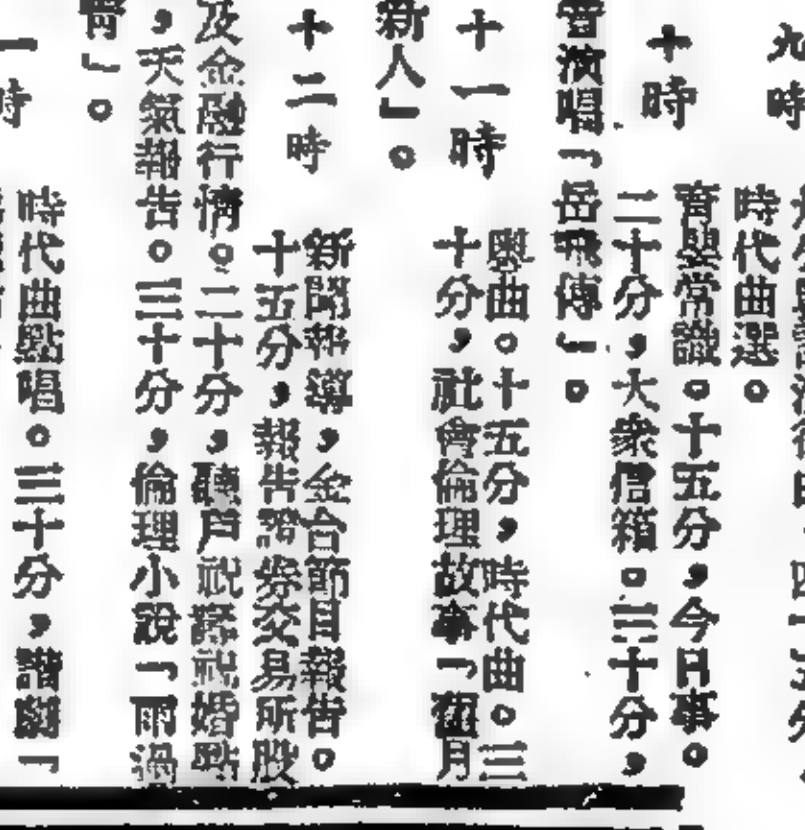 九時
時代曲選。
十時
育嬰常識。十五分，今日事。
二十分，大衆信箱。三十分，
演唱「岳飛傳」。
十一時
粵曲。十五分，時代曲。三
十分，社會倫理故事「蜜月
新人」。
十二時
新聞報導，金台節目報告。
十五分，報告證券交易所股
及金融行情。二十分，聽戶祝壽祝婚點
，天氣報告。三十分，倫理小說「雨過
」。
一時
時代曲點唱。三十分，諧劇「